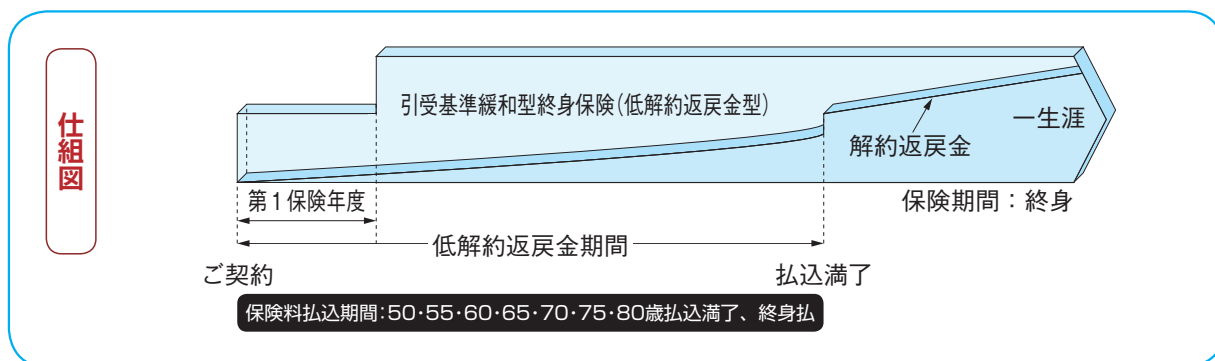 仕組図
引受基準緩和型終身保険(低解約返戻金型)
一生涯
解約返戻金
第1保険年度
保険期間:終身
低解約返戻金期間
ご契約
払込満了
保険料払込期間:50・55・60・65・70・75・80歳払込満了、終身払